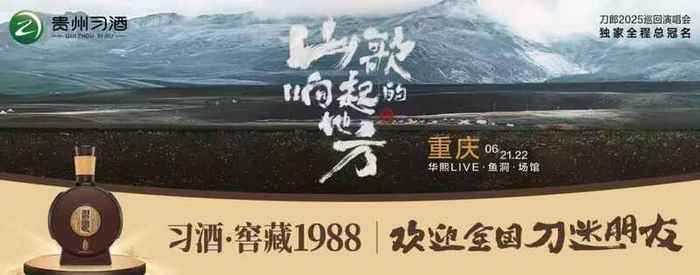 贵州习酒
GUIZHOU XIJIU
刀郎2025巡回演唱会
独家全程总冠名
山歌
响起的
地方
重庆 06 21.22
华熙LIVE·鱼洞·场馆
习酒·窖藏1988 | 欢迎全国刀迷朋友